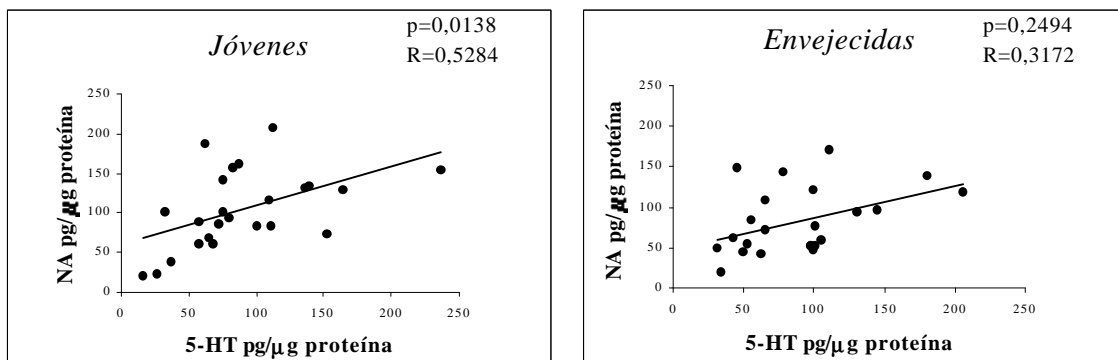 Jóvenes
p=0,0138
R=0,5284
NA pg/µg proteína
250
200
150
100
50
0
0 50 100 150 200 250
5-HT pg/µg proteína
Envejecidas
p=0,2494
R=0,3172
NA pg/µg proteína
250
200
150
100
50
0
0 50 100 150 200 250
5-HT pg/µg proteína